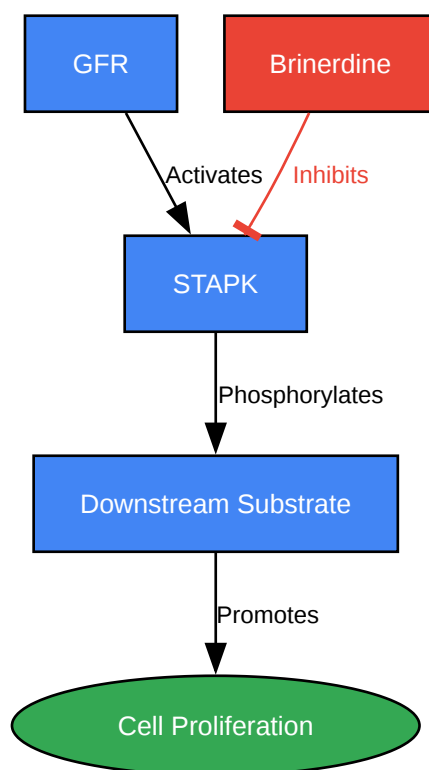 GFR
Brinerdine
Activates
Inhibits
STAPK
Phosphorylates
Downstream Substrate
Promotes
Cell Proliferation